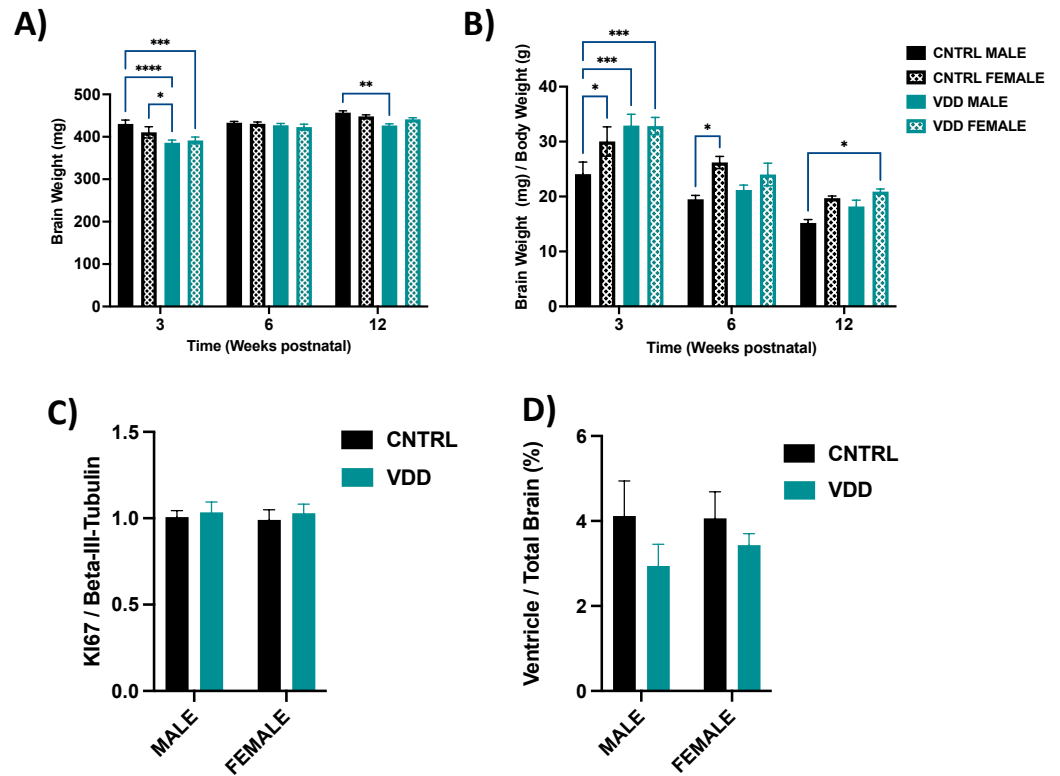 A)
Brain Weight (mg)
500
400
300
200
100
0
***
****
*
**
3
6
12
Time (Weeks postnatal)
B)
Brain Weight (mg) / Body Weight (g)
40
30
20
10
0
***
***
*
*
*
3
6
12
Time (Weeks postnatal)
CNTRL MALE
CNTRL FEMALE
VDD MALE
VDD FEMALE
C)
KI67 / Beta-III-Tubulin
1.5
1.0
0.5
0.0
MALE
FEMALE
CNTRL
VDD
D)
Ventricle / Total Brain (%)
6
4
2
0
MALE
FEMALE
CNTRL
VDD